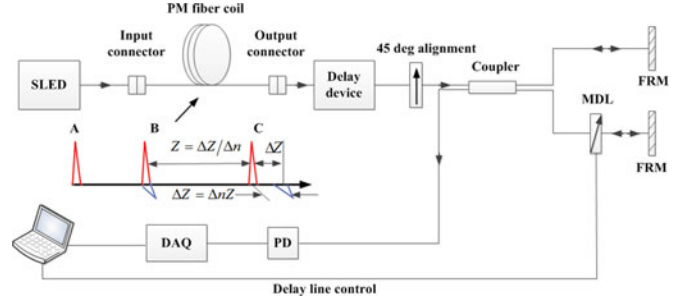 PM fiber coil
Input
connector
Output
connector
45 deg alignment
Coupler
SLED
Delay
device
FRM
MDL
A
B
C
Z = ΔZ/Δn
ΔZ
ΔZ = ΔnZ
FRM
DAQ
PD
Delay line control